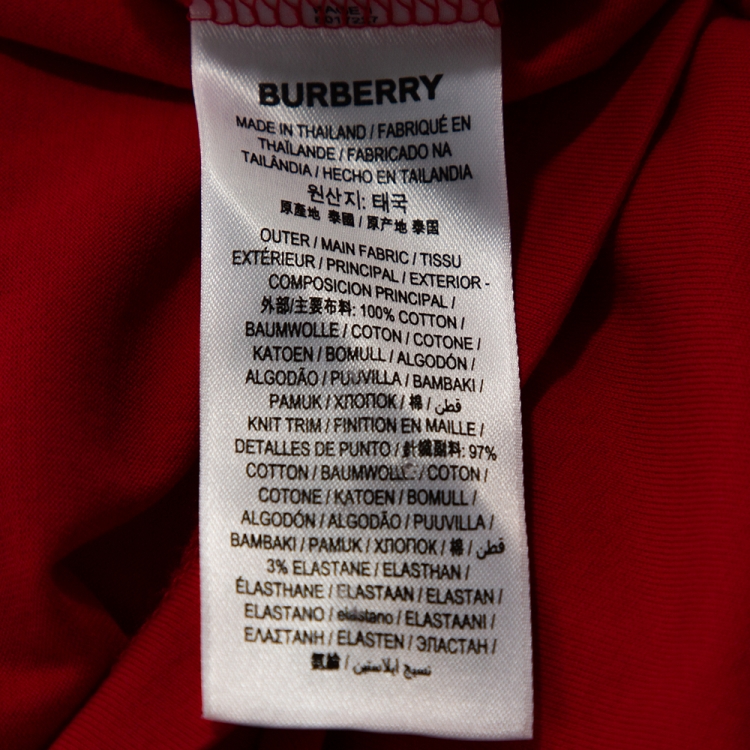 BURBERRY
MADE IN THAILAND / FABRIQUÉ EN
THAÏLANDE / FABRICADO NA
TAILÂNDIA / HECHO EN TAILANDIA
원산지: 태국
原產地 泰國 / 原产地 泰国
OUTER / MAIN FABRIC / TISSU
EXTÉRIEUR / PRINCIPAL / EXTERIOR -
COMPOSICION PRINCIPAL /
外部/主要布料: 100% COTTON /
BAUMWOLLE / COTON / COTONE /
KATOEN / BOMULL / ALGODÓN /
ALGODÃO / PUUVILLA / BAMBAKI /
PAMUK / ХЛОПОК / 棉 / قطن
KNIT TRIM / FINITION EN MAILLE /
DETALLES DE PUNTO / 針織副料: 97%
COTTON / BAUMWOLLE / COTON /
COTONE / KATOEN / BOMULL /
ALGODÓN / ALGODÃO / PUUVILLA /
BAMBAKI / PAMUK / ХЛОПОК / 棉 / قطن
3% ELASTANE / ELASTHAN /
ÉLASTHANE / ELASTAAN / ELASTAN /
ELASTANO / elastano / ELASTAANI /
ΕΛΑΣΤΑΝΗ / ELASTEN / ЭЛАСТАН /
氨綸 / نسيج ايلاستين